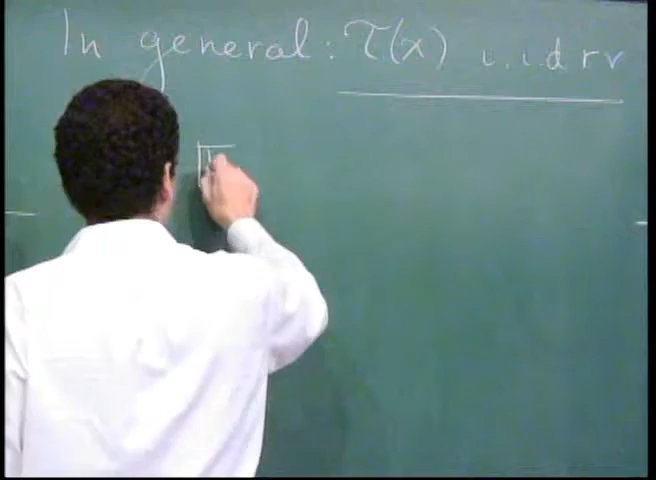 In general: τ(x) i.i.d r v